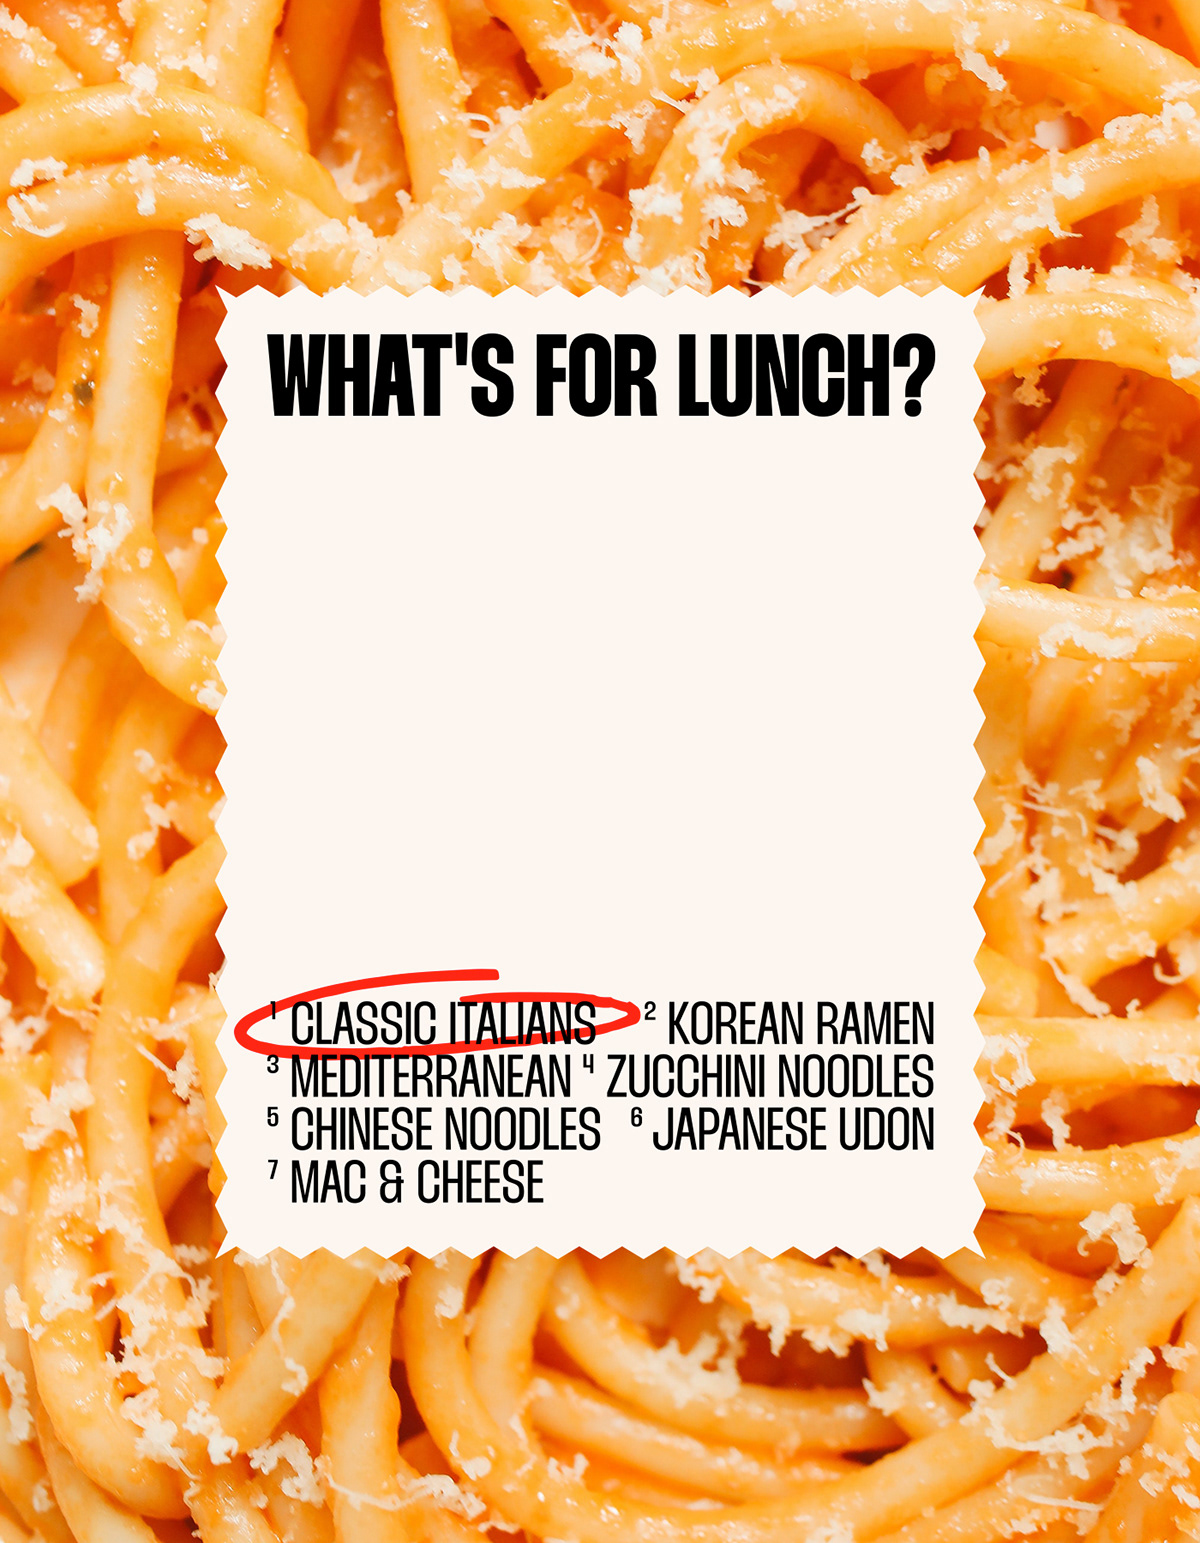 WHAT'S FOR LUNCH?
1 CLASSIC ITALIANS 2 KOREAN RAMEN
3 MEDITERRANEAN 4 ZUCCHINI NOODLES
5 CHINESE NOODLES 6 JAPANESE UDON
7 MAC & CHEESE